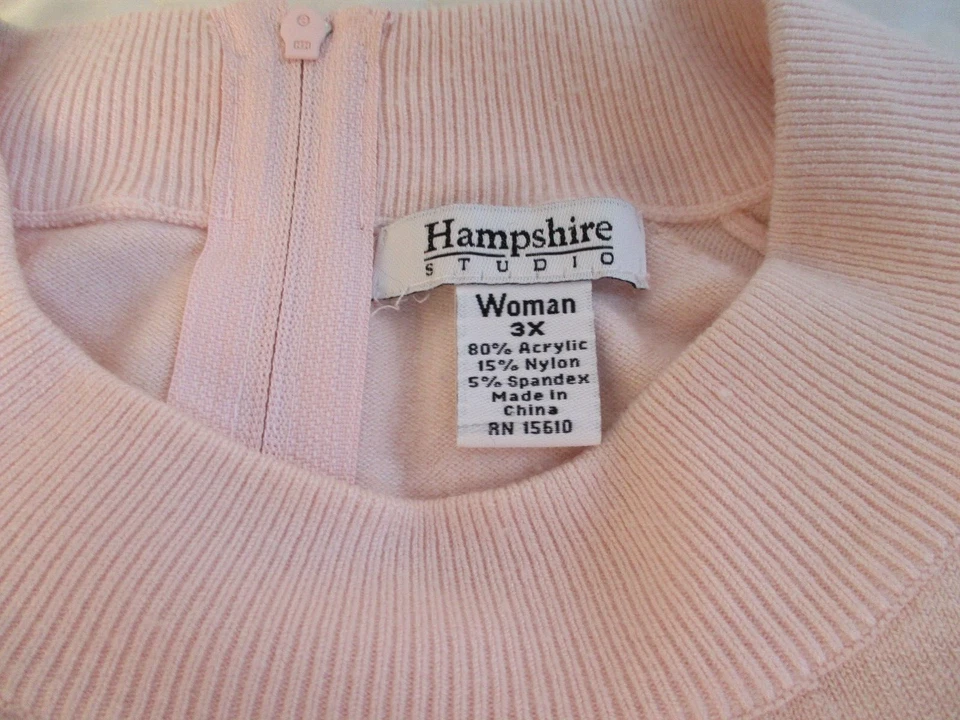 Hampshire
STUDIO
Woman
3X
80% Acrylic
15% Nylon
5% Spandex
Made in
China
RN 15610